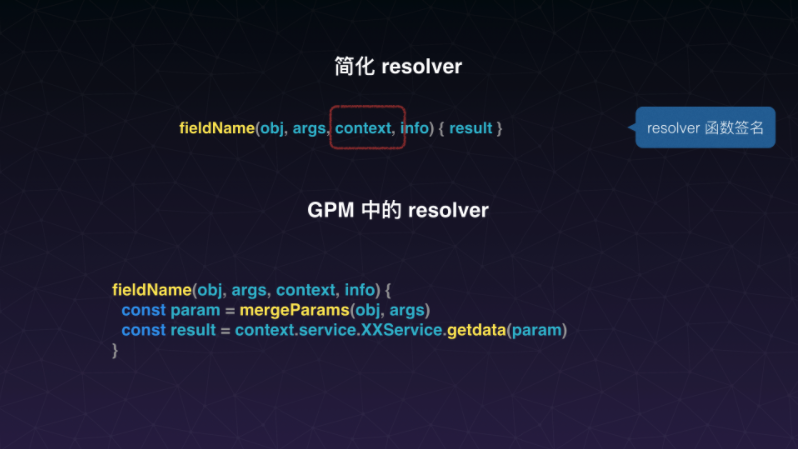 简化 resolver
fieldName(obj, args, context, info) { result }
resolver 函数签名
GPM 中的 resolver
fieldName(obj, args, context, info) {
const param = mergeParams(obj, args)
const result = context.service.XXService.getdata(param)
}